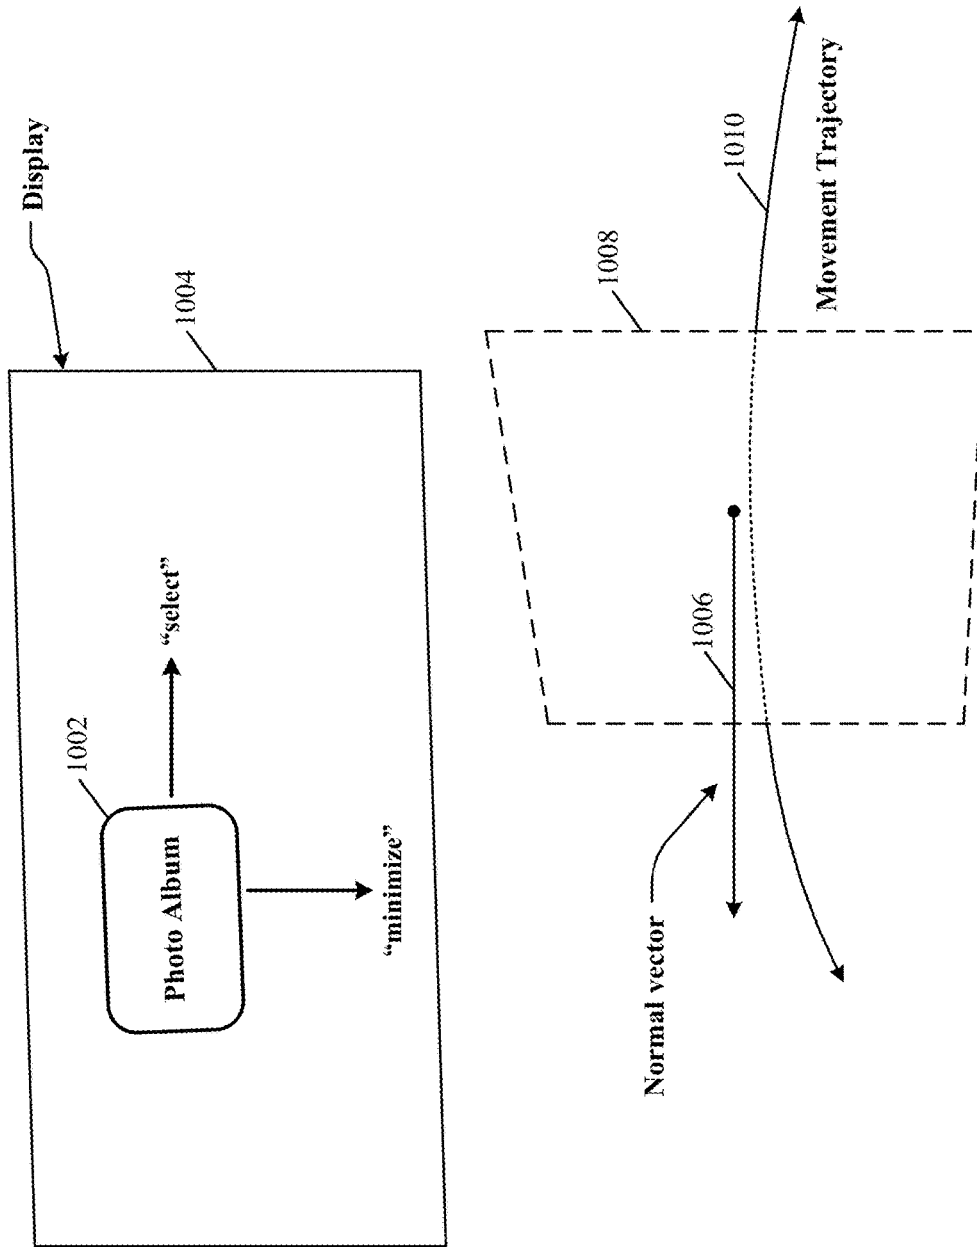 Display
1004
1002
Photo Album
“select”
“minimize”
1008
1006
1010
Normal vector
Movement Trajectory